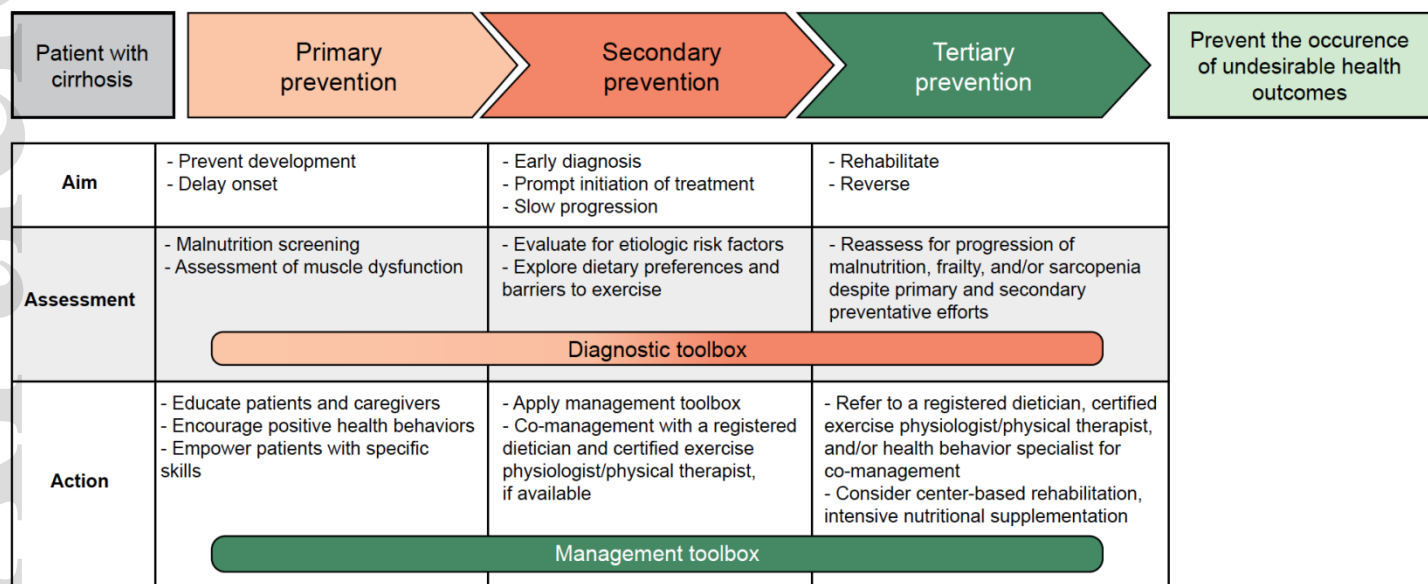 Patient with
cirrhosis
Primary
prevention
Secondary
prevention
Tertiary
prevention
Prevent the occurence
of undesirable health
outcomes
Aim
- Prevent development
- Delay onset
- Early diagnosis
- Prompt initiation of treatment
- Slow progression
- Rehabilitate
- Reverse
Assessment
- Malnutrition screening
- Assessment of muscle dysfunction
- Evaluate for etiologic risk factors
- Explore dietary preferences and
barriers to exercise
- Reassess for progression of
malnutrition, frailty, and/or sarcopenia
despite primary and secondary
preventative efforts
Diagnostic toolbox
Action
- Educate patients and caregivers
- Encourage positive health behaviors
- Empower patients with specific
skills
- Apply management toolbox
- Co-management with a registered
dietician and certified exercise
physiologist/physical therapist,
if available
- Refer to a registered dietician, certified
exercise physiologist/physical therapist,
and/or health behavior specialist for
co-management
- Consider center-based rehabilitation,
intensive nutritional supplementation
Management toolbox